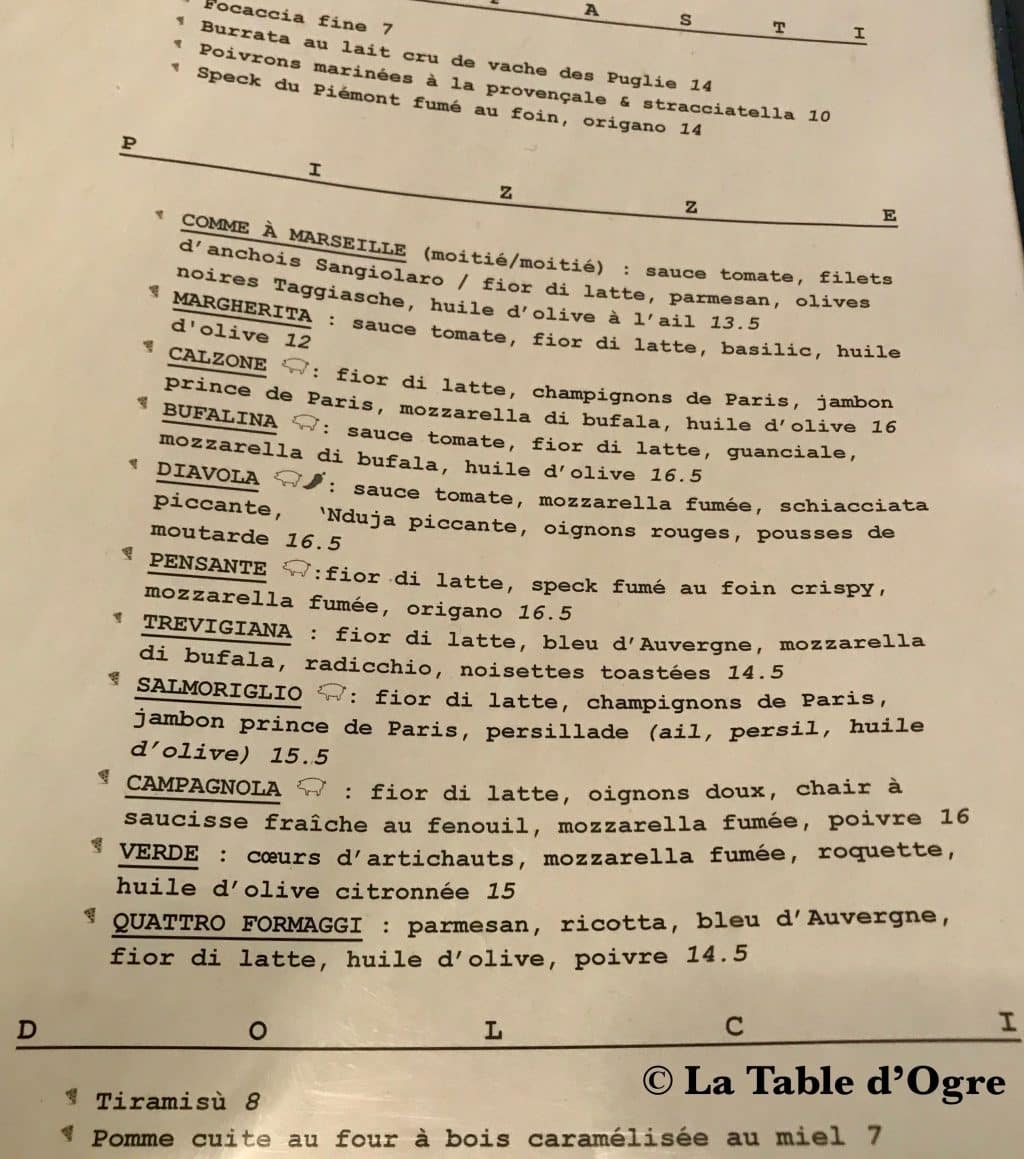 A S T I
Focaccia fine 7
Burrata au lait cru de vache des Puglie 14
Poivrons marinées à la provençale & stracciatella 10
Speck du Piémont fumé au foin, origano 14
P I Z Z E
COMME À MARSEILLE (moitié/moitié) : sauce tomate, filets
d'anchois Sangiolaro / fior di latte, parmesan, olives
noires Taggiasche, huile d'olive à l'ail 13.5
MARGHERITA : sauce tomate, fior di latte, basilic, huile
d'olive 12
CALZONE : fior di latte, champignons de Paris, jambon
prince de Paris, mozzarella di bufala, huile d'olive 16
BUFALINA : sauce tomate, fior di latte, guanciale,
mozzarella di bufala, huile d'olive 16.5
DIAVOLA : sauce tomate, mozzarella fumée, schiacciata
piccante, 'Nduja piccante, oignons rouges, pousses de
moutarde 16.5
PENSANTE :fior di latte, speck fumé au foin crispy,
mozzarella fumée, origano 16.5
TREVIGIANA : fior di latte, bleu d'Auvergne, mozzarella
di bufala, radicchio, noisettes toastées 14.5
SALMORIGLIO : fior di latte, champignons de Paris,
jambon prince de Paris, persillade (ail, persil, huile
d'olive) 15.5
CAMPAGNOLA : fior di latte, oignons doux, chair à
saucisse fraîche au fenouil, mozzarella fumée, poivre 16
VERDE : cœurs d'artichauts, mozzarella fumée, roquette,
huile d'olive citronnée 15
QUATTRO FORMAGGI : parmesan, ricotta, bleu d'Auvergne,
fior di latte, huile d'olive, poivre 14.5
D O L C I
© La Table d'Ogre
Tiramisù 8
Pomme cuite au four à bois caramélisée au miel 7